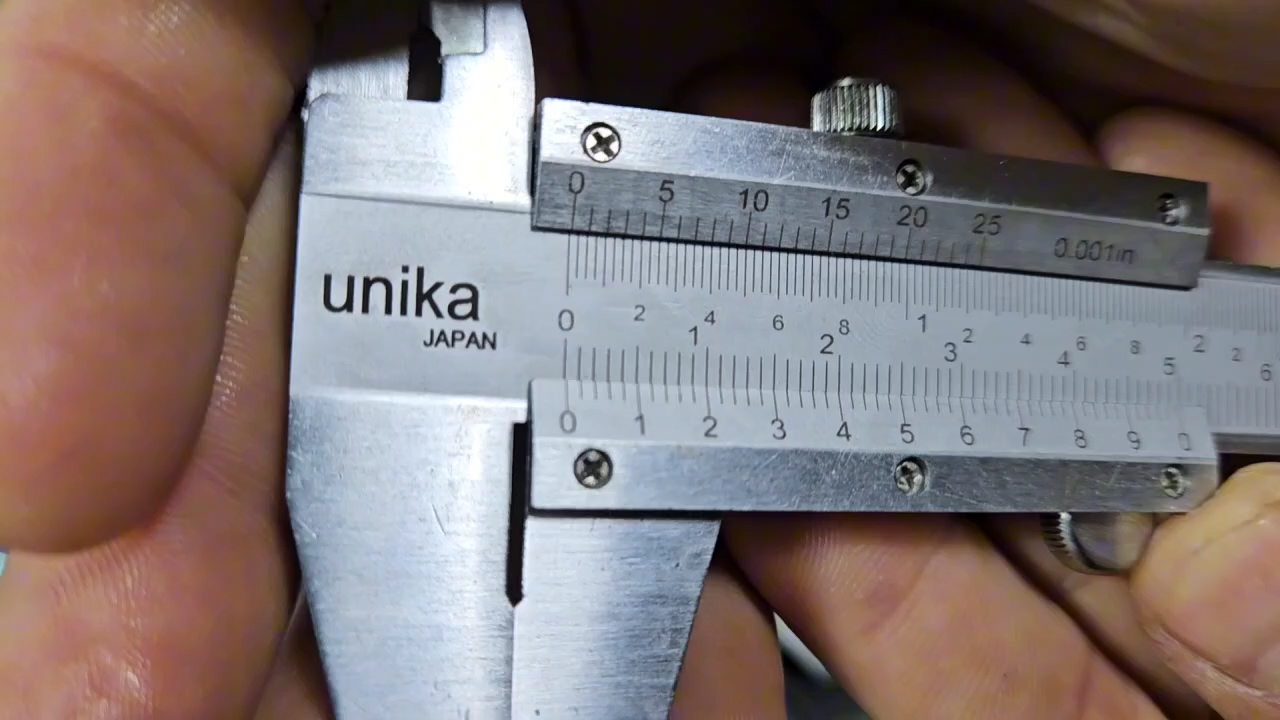 0 5 10 15 20 25
0.001in
unika
JAPAN
0 2 4 6 8 1 2 4 6 8 2 2
1 2 3 4 5 6
0 1 2 3 4 5 6 7 8 9 0